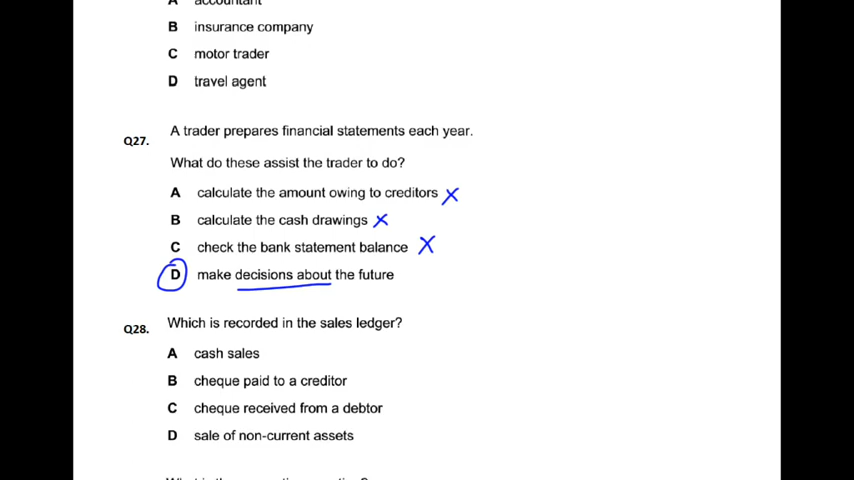 A accountant
B insurance company
C motor trader
D travel agent
Q27. A trader prepares financial statements each year.
What do these assist the trader to do?
A calculate the amount owing to creditors X
B calculate the cash drawings X
C check the bank statement balance X
D make decisions about the future
Q28. Which is recorded in the sales ledger?
A cash sales
B cheque paid to a creditor
C cheque received from a debtor
D sale of non-current assets